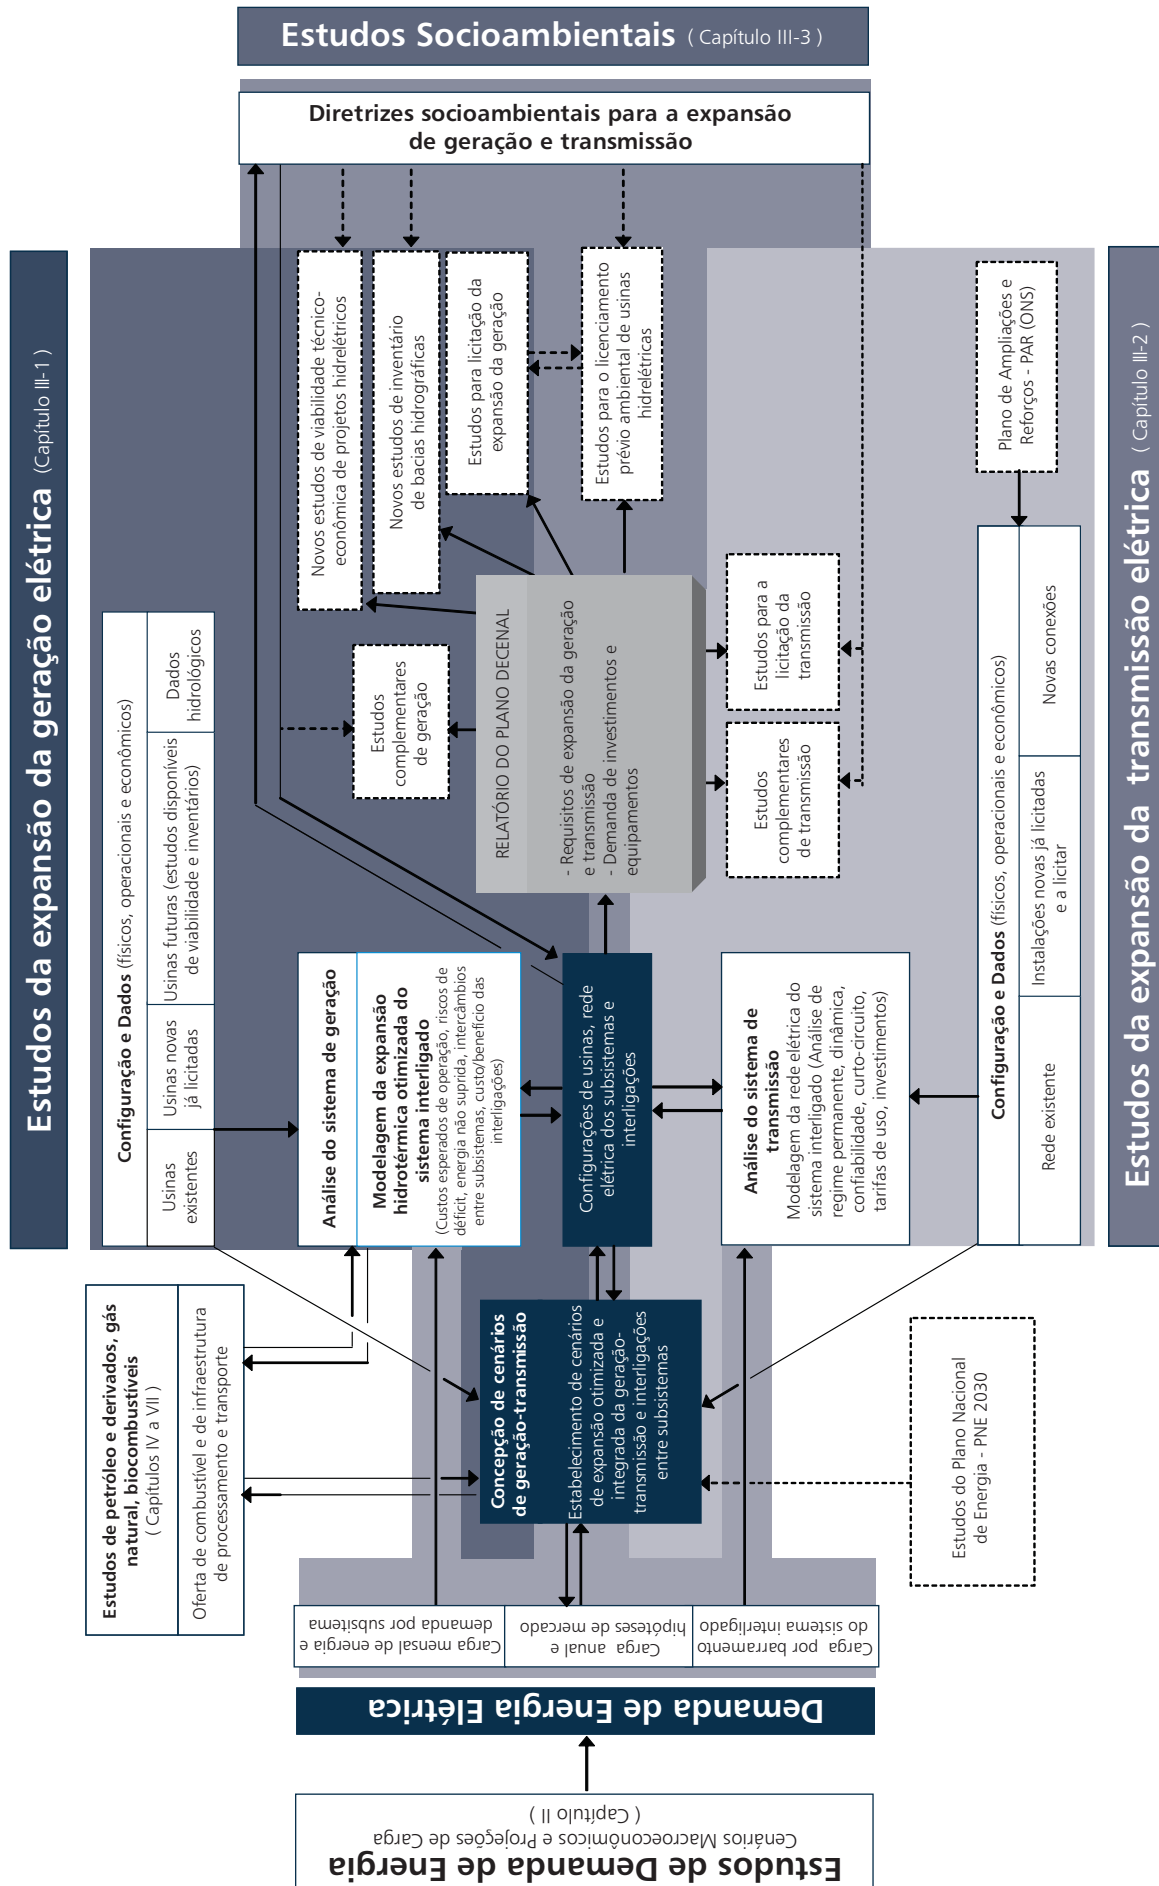 Estudos Socioambientais ( Capítulo III-3 )
Diretrizes socioambientais para a expansão
de geração e transmissão
Estudos da expansão da geração elétrica (Capítulo III-1 )
Configuração e Dados (físicos, operacionais e econômicos)
Usinas
existentes
Usinas novas
já licitadas
Usinas futuras (estudos disponíveis
de viabilidade e inventários)
Dados
hidrológicos
Novos estudos de viabilidade técnico-
econômica de projetos hidrelétricos
Novos estudos de inventário
de bacias hidrográficas
Estudos para licitação da
expansão da geração
Estudos para o licenciamento
prévio ambiental de usinas
hidrelétricas
Estudos
complementares
de geração
RELATÓRIO DO PLANO DECENAL
- Requisitos de expansão da geração
e transmissão
- Demanda de investimentos e
equipamentos
Estudos
complementares
de transmissão
Estudos para a
licitação da
transmissão
Plano de Ampliações e
Reforços - PAR (ONS)
Análise do sistema de geração
Modelagem da expansão
hidrotérmica otimizada do
sistema interligado
(Custos esperados de operação, riscos de
déficit, energia não suprida, intercâmbios
entre subsistemas, custo/benefício das
interligações)
Configurações de usinas, rede
elétrica dos subsistemas e
interligações
Análise do sistema de
transmissão
Modelagem da rede elétrica do
sistema interligado (Análise de
regime permanente, dinámica,
confiabilidade, curto-circuito,
tarifas de uso, investimentos)
Configuração e Dados (físicos, operacionais e econômicos)
Rede existente
Instalações novas já licitadas
e a licitar
Novas conexões
Estudos da expansão da transmissão elétrica ( Capítulo III-2 )
Estudos de petróleo e derivados, gás
natural, biocombustíveis
( Capítulos IV a VII )
Oferta de combustível e de infraestrutura
de processamento e transporte
Concepção de cenários
de geração-transmissão
Estabelecimento de cenários
de expansão otimizada e
integrada da geração-
transmissão e interligações
entre subsistemas
Estudos do Plano Nacional
de Energia - PNE 2030
Carga mensal de energia e
demanda por subsitema
Carga anual e
hipóteses de mercado
Carga por barramento
do sistema interligado
Demanda de Energia Elétrica
Estudos de Demanda de Energia
Cenários Macroeconômicos e Projeções de Carga
( Capítulo II )